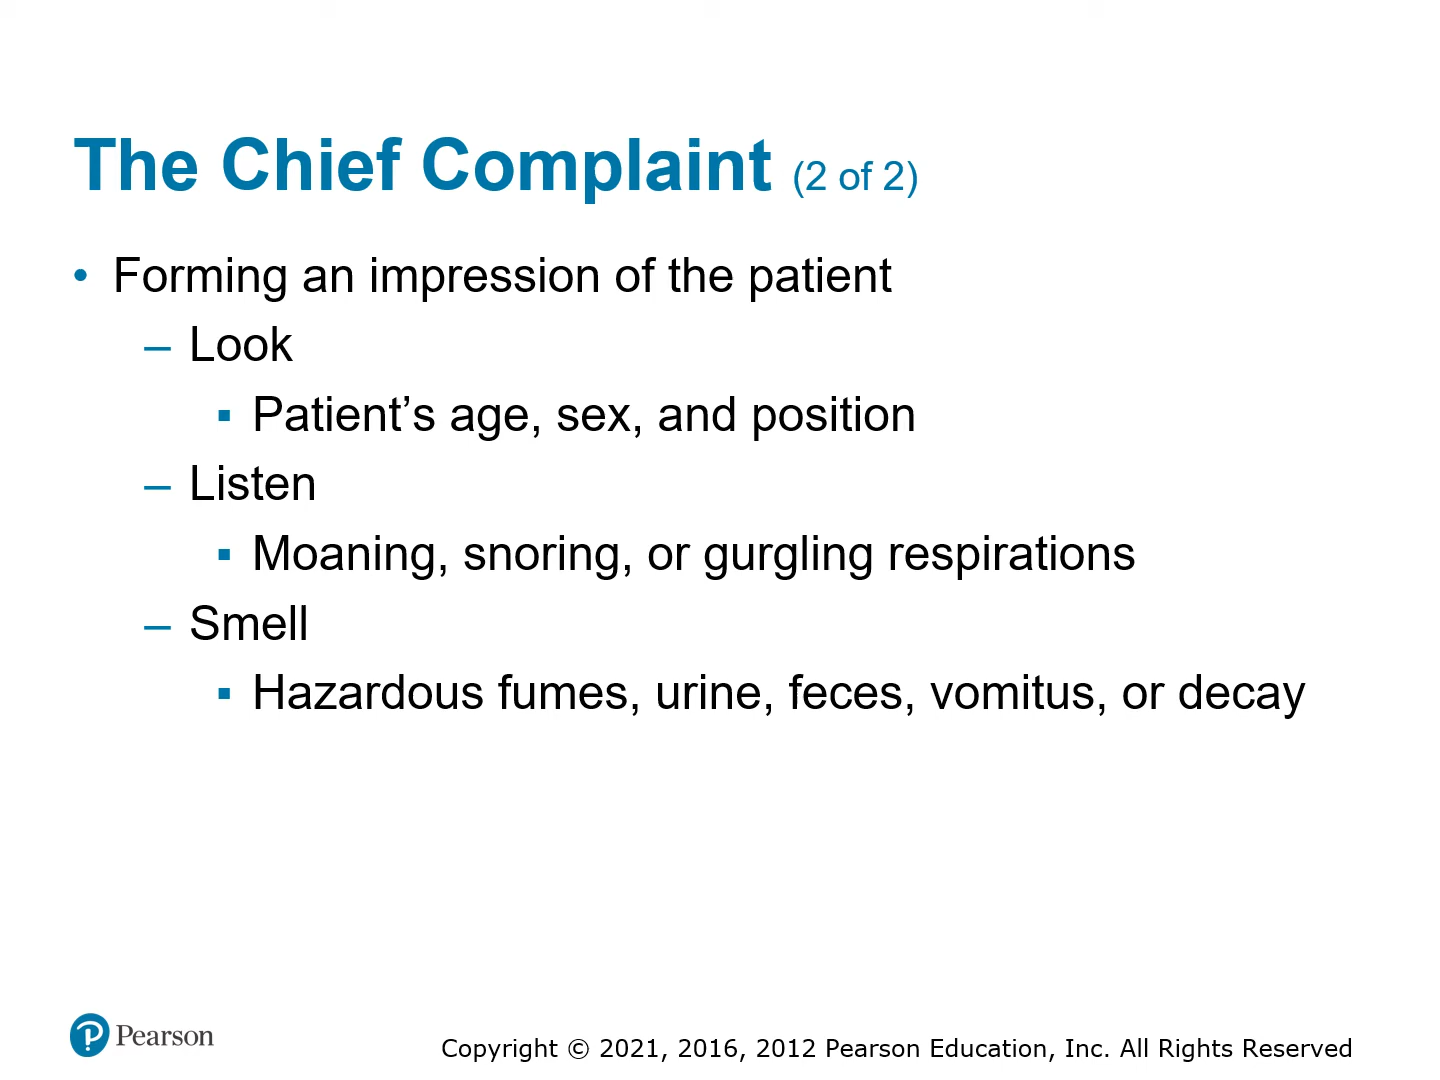 The Chief Complaint (2 of 2)
• Forming an impression of the patient
– Look
▪ Patient’s age, sex, and position
– Listen
▪ Moaning, snoring, or gurgling respirations
– Smell
▪ Hazardous fumes, urine, feces, vomitus, or decay
Pearson
Copyright © 2021, 2016, 2012 Pearson Education, Inc. All Rights Reserved